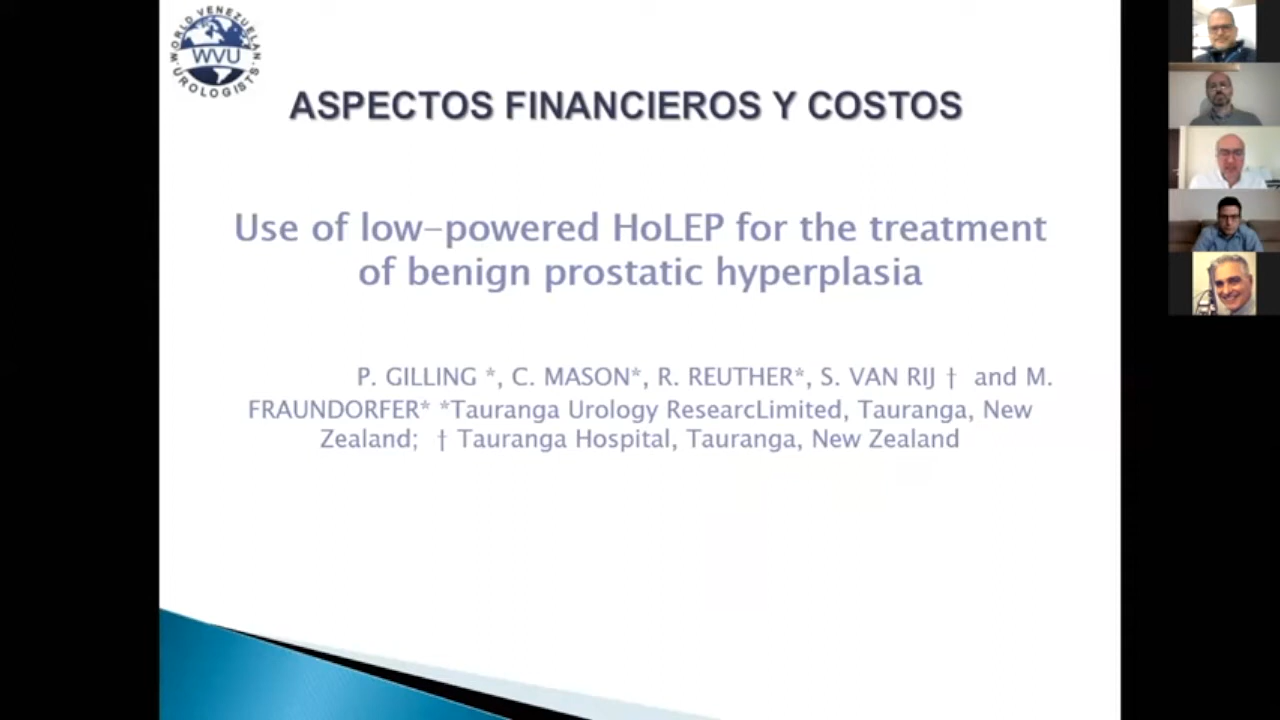 WORLD VENEZUELAN
WVU
UROLOGISTS
ASPECTOS FINANCIEROS Y COSTOS
Use of low-powered HoLEP for the treatment
of benign prostatic hyperplasia
P. GILLING *, C. MASON*, R. REUTHER*, S. VAN RIJ † and M.
FRAUNDORFER* *Tauranga Urology ResearcLimited, Tauranga, New
Zealand; † Tauranga Hospital, Tauranga, New Zealand